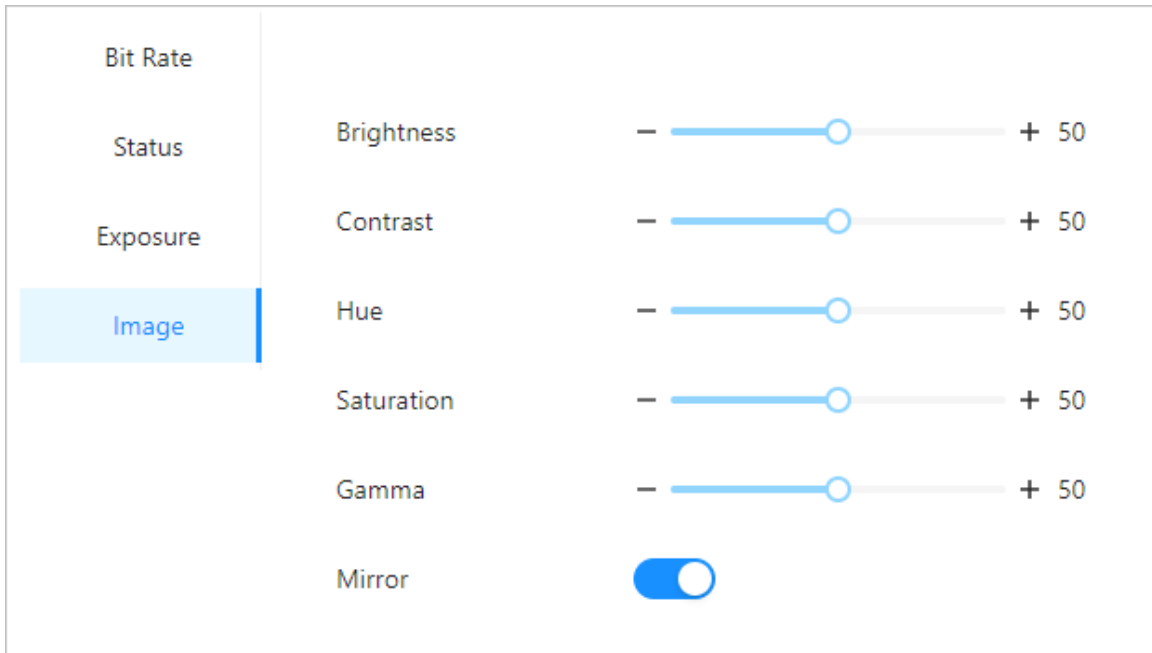 Bit Rate
Status
Exposure
Image
Brightness − + 50
Contrast − + 50
Hue − + 50
Saturation − + 50
Gamma − + 50
Mirror